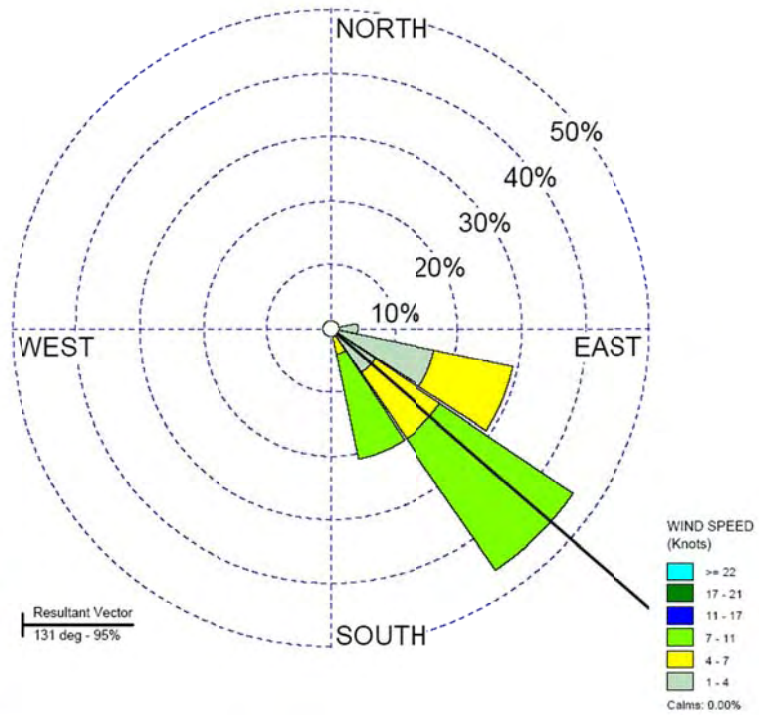 NORTH
50%
40%
30%
20%
10%
WEST
EAST
SOUTH
Resultant Vector
131 deg - 95%
WIND SPEED
(Knots)
>= 22
17 - 21
11 - 17
7 - 11
4 - 7
1 - 4
Calms: 0.00%